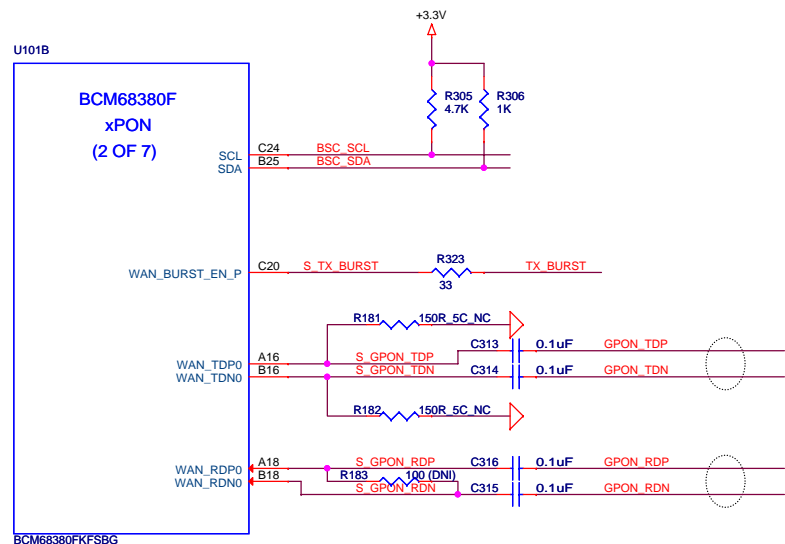 +3.3V
U101B
BCM68380F
xPON
(2 OF 7)
R305
4.7K
R306
1K
SCL
C24
BSC_SCL
SDA
B25
BSC_SDA
WAN_BURST_EN_P
C20
S_TX_BURST
R323
33
TX_BURST
R181
150R_5C_NC
WAN_TDP0
A16
S_GPON_TDP
C313
0.1uF
GPON_TDP
WAN_TDN0
B16
S_GPON_TDN
C314
0.1uF
GPON_TDN
R182
150R_5C_NC
WAN_RDP0
A18
S_GPON_RDP
C316
0.1uF
GPON_RDP
R183
100 (DNI)
WAN_RDN0
B18
S_GPON_RDN
C315
0.1uF
GPON_RDN
BCM68380FKFSBG